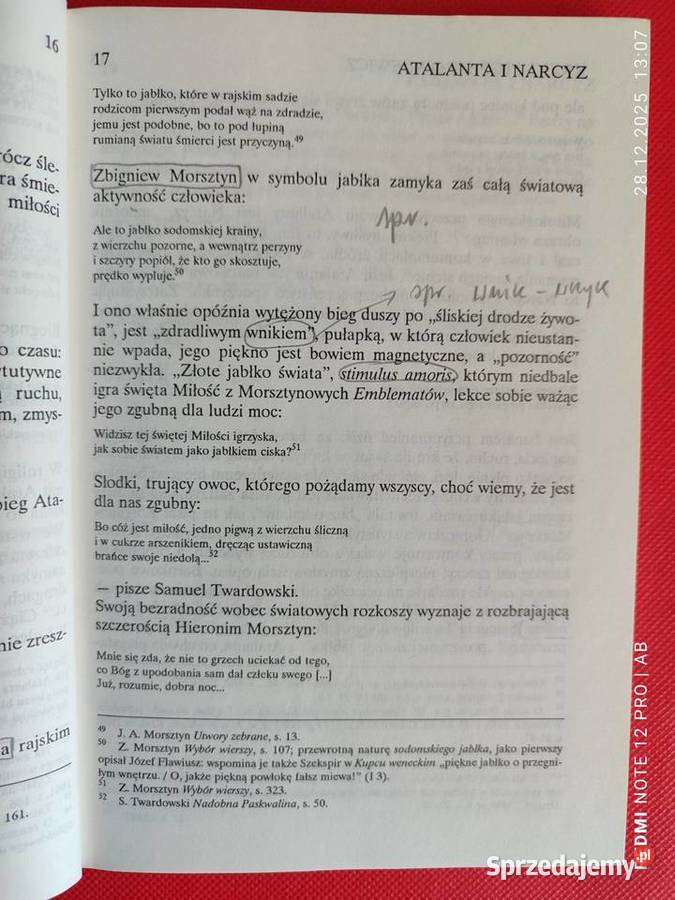 16
ócz śle-
ra śmie-
miłości
o czasu:
tutywne
ruchu,
m, zmys-
bieg Ata-
nie zresz-
a rajskim
161.
17
ATALANTA I NARCYZ
Tylko to jabłko, które w rajskim sadzie
rodzicom pierwszym podał wąż na zdradzie,
jemu jest podobne, bo to pod łupiną
rumianą światu śmierci jest przyczyną.49
Zbigniew Morsztyn w symbolu jabłka zamyka zaś całą światową
aktywność człowieka:
spr.
Ale to jabłko sodomskiej krainy,
z wierzchu pozorne, a wewnątrz perzyny
i szczyry popiół, że kto go skosztuje,
prędko wypluje.50
spr. wnik – wnyk
I ono właśnie opóźnia wytężony bieg duszy po „śliskiej drodze żywo-
ta”, jest „zdradliwym wnikiem”, pułapką, w którą człowiek nieustan-
nie wpada, jego piękno jest bowiem magnetyczne, a „pozorność”
niezwykła. „Złote jabłko świata”, stimulus amoris, którym niedbale
igra święta Miłość z Morsztynowych Emblematów, lekce sobie ważąc
jego zgubną dla ludzi moc:
Widzisz tej świętej Miłości igrzyska,
jak sobie światem jako jabłkiem ciska?51
Słodki, trujący owoc, którego pożądamy wszyscy, choć wiemy, że jest
dla nas zgubny:
Bo cóż jest miłość, jedno pigwą z wierzchu śliczną
i w cukrze arszenikiem, dręcząc ustawiczną
brańce swoje niedolą...52
– pisze Samuel Twardowski.
Swoją bezradność wobec światowych rozkoszy wyznaje z rozbrajającą
szczerością Hieronim Morsztyn:
Mnie się zda, że nie to grzech uciekać od tego,
co Bóg z upodobania sam dał człeku swego [...]
Już, rozumie, dobra noc...
49 J. A. Morsztyn Utwory zebrane, s. 13.
50 Z. Morsztyn Wybór wierszy, s. 107; przewrotną naturę sodomskiego jabłka, jako pierwszy
opisał Józef Flawiusz: wspomina je także Szekspir w Kupcu weneckim „piękne jabłko o przegni-
łym wnętrzu. / O, jakże piękną powłokę fałsz miewa!” (I 3).
51 Z. Morsztyn Wybór wierszy, s. 323.
52 S. Twardowski Nadobna Paskwalina, s. 50.
28.12.2025 13:07
REDMI NOTE 12 PRO | AB
Sprzedajemy.pl